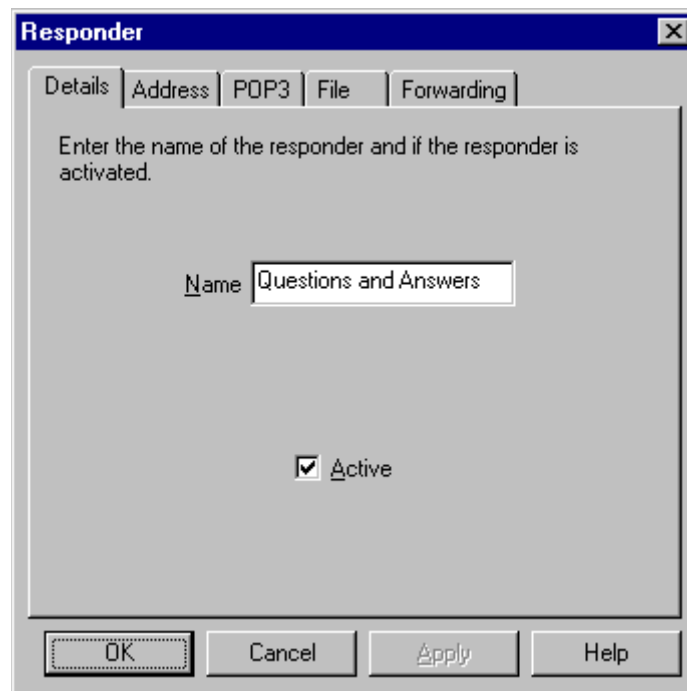 Responder
Details Address POP3 File Forwarding
Enter the name of the responder and if the responder is
activated.
Name Questions and Answers
Active
OK Cancel Apply Help